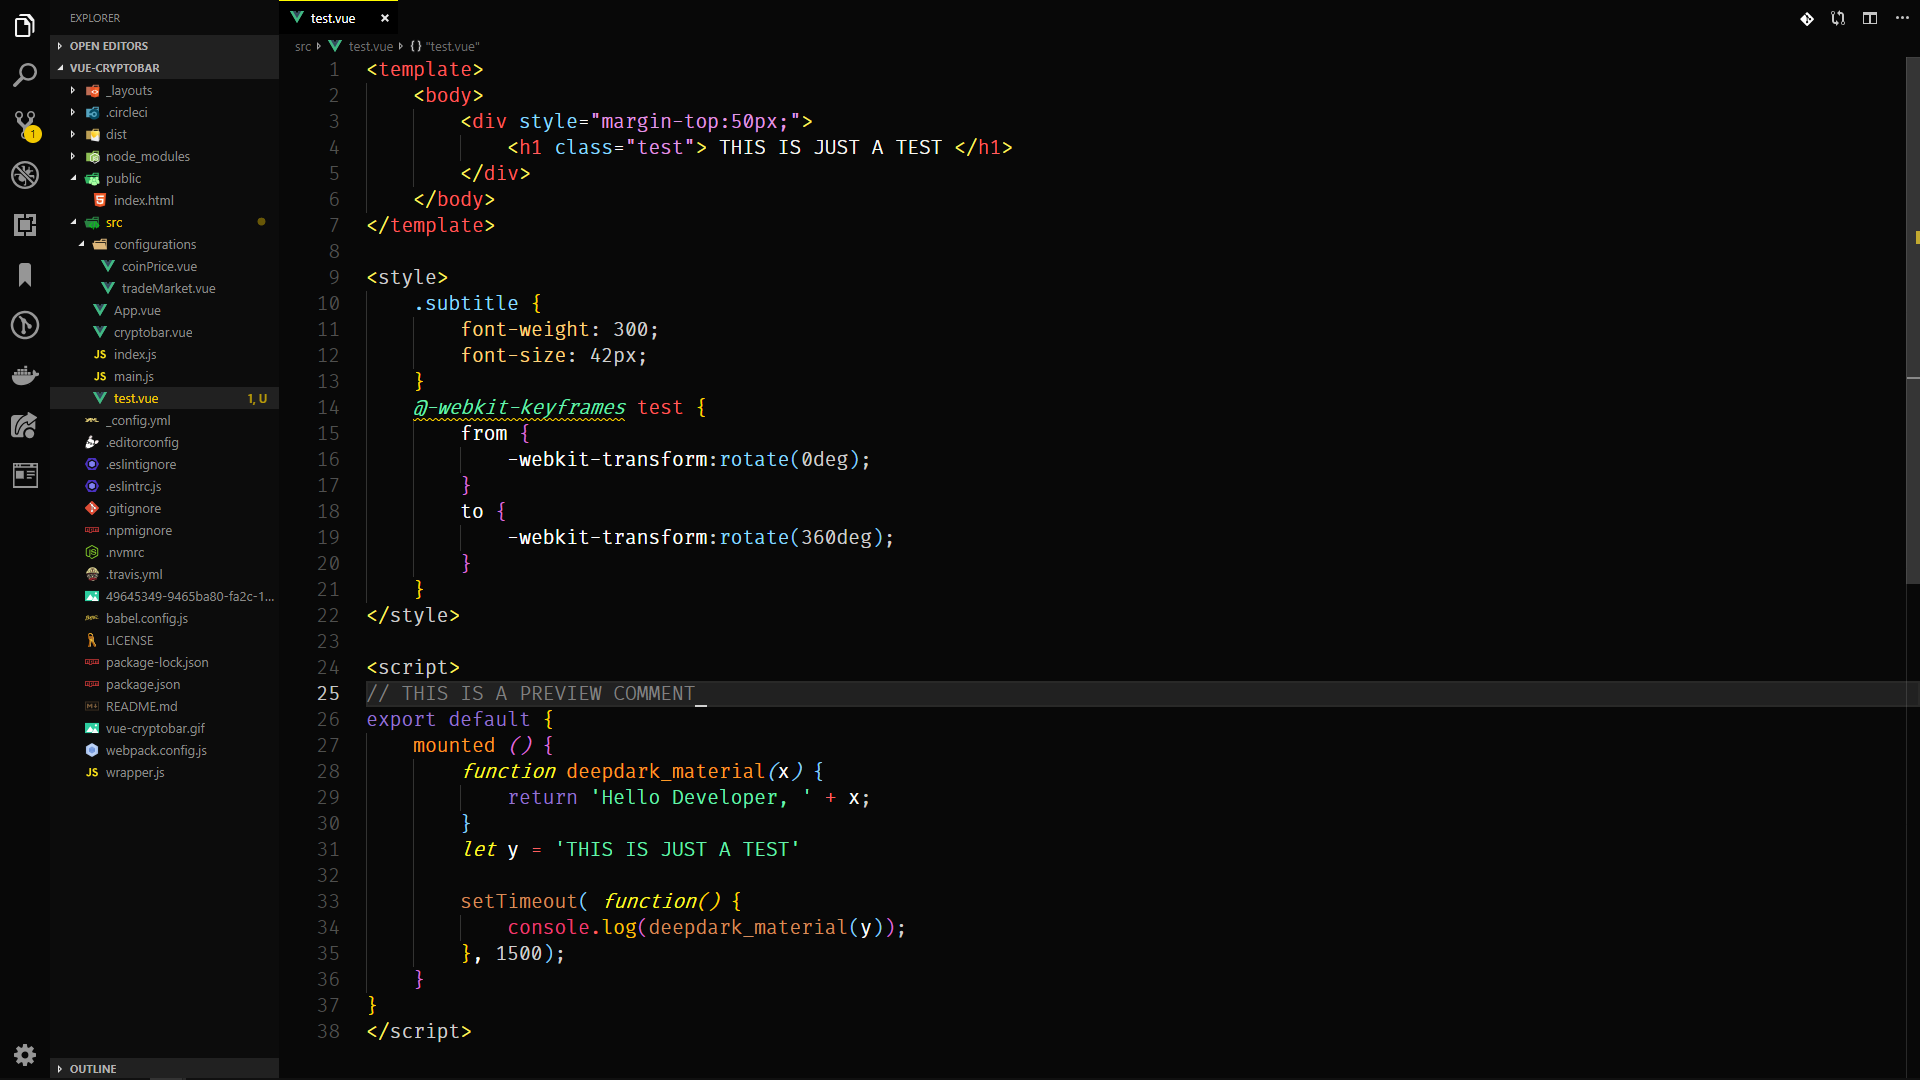 EXPLORER
OPEN EDITORS
VUE-CRYPTOBAR
_layouts
.circleci
dist
node_modules
public
index.html
src
configurations
coinPrice.vue
tradeMarket.vue
App.vue
cryptobar.vue
JS index.js
JS main.js
test.vue 1, U
_config.yml
.editorconfig
.eslintignore
.eslintrc.js
.gitignore
.npmignore
.nvmrc
.travis.yml
49645349-9465ba80-fa2c-1...
babel.config.js
LICENSE
package-lock.json
package.json
README.md
vue-cryptobar.gif
webpack.config.js
JS wrapper.js
OUTLINE
1
test.vue ×
src test.vue {} "test.vue"
1 <template>
2 <body>
3 <div style="margin-top:50px;">
4 <h1 class="test"> THIS IS JUST A TEST </h1>
5 </div>
6 </body>
7 </template>
8
9 <style>
10 .subtitle {
11 font-weight: 300;
12 font-size: 42px;
13 }
14 @-webkit-keyframes test {
15 from {
16 -webkit-transform:rotate(0deg);
17 }
18 to {
19 -webkit-transform:rotate(360deg);
20 }
21 }
22 </style>
23
24 <script>
25 // THIS IS A PREVIEW COMMENT
26 export default {
27 mounted () {
28 function deepdark_material(x) {
29 return 'Hello Developer, ' + x;
30 }
31 let y = 'THIS IS JUST A TEST'
32
33 setTimeout( function() {
34 console.log(deepdark_material(y));
35 }, 1500);
36 }
37 }
38 </script>